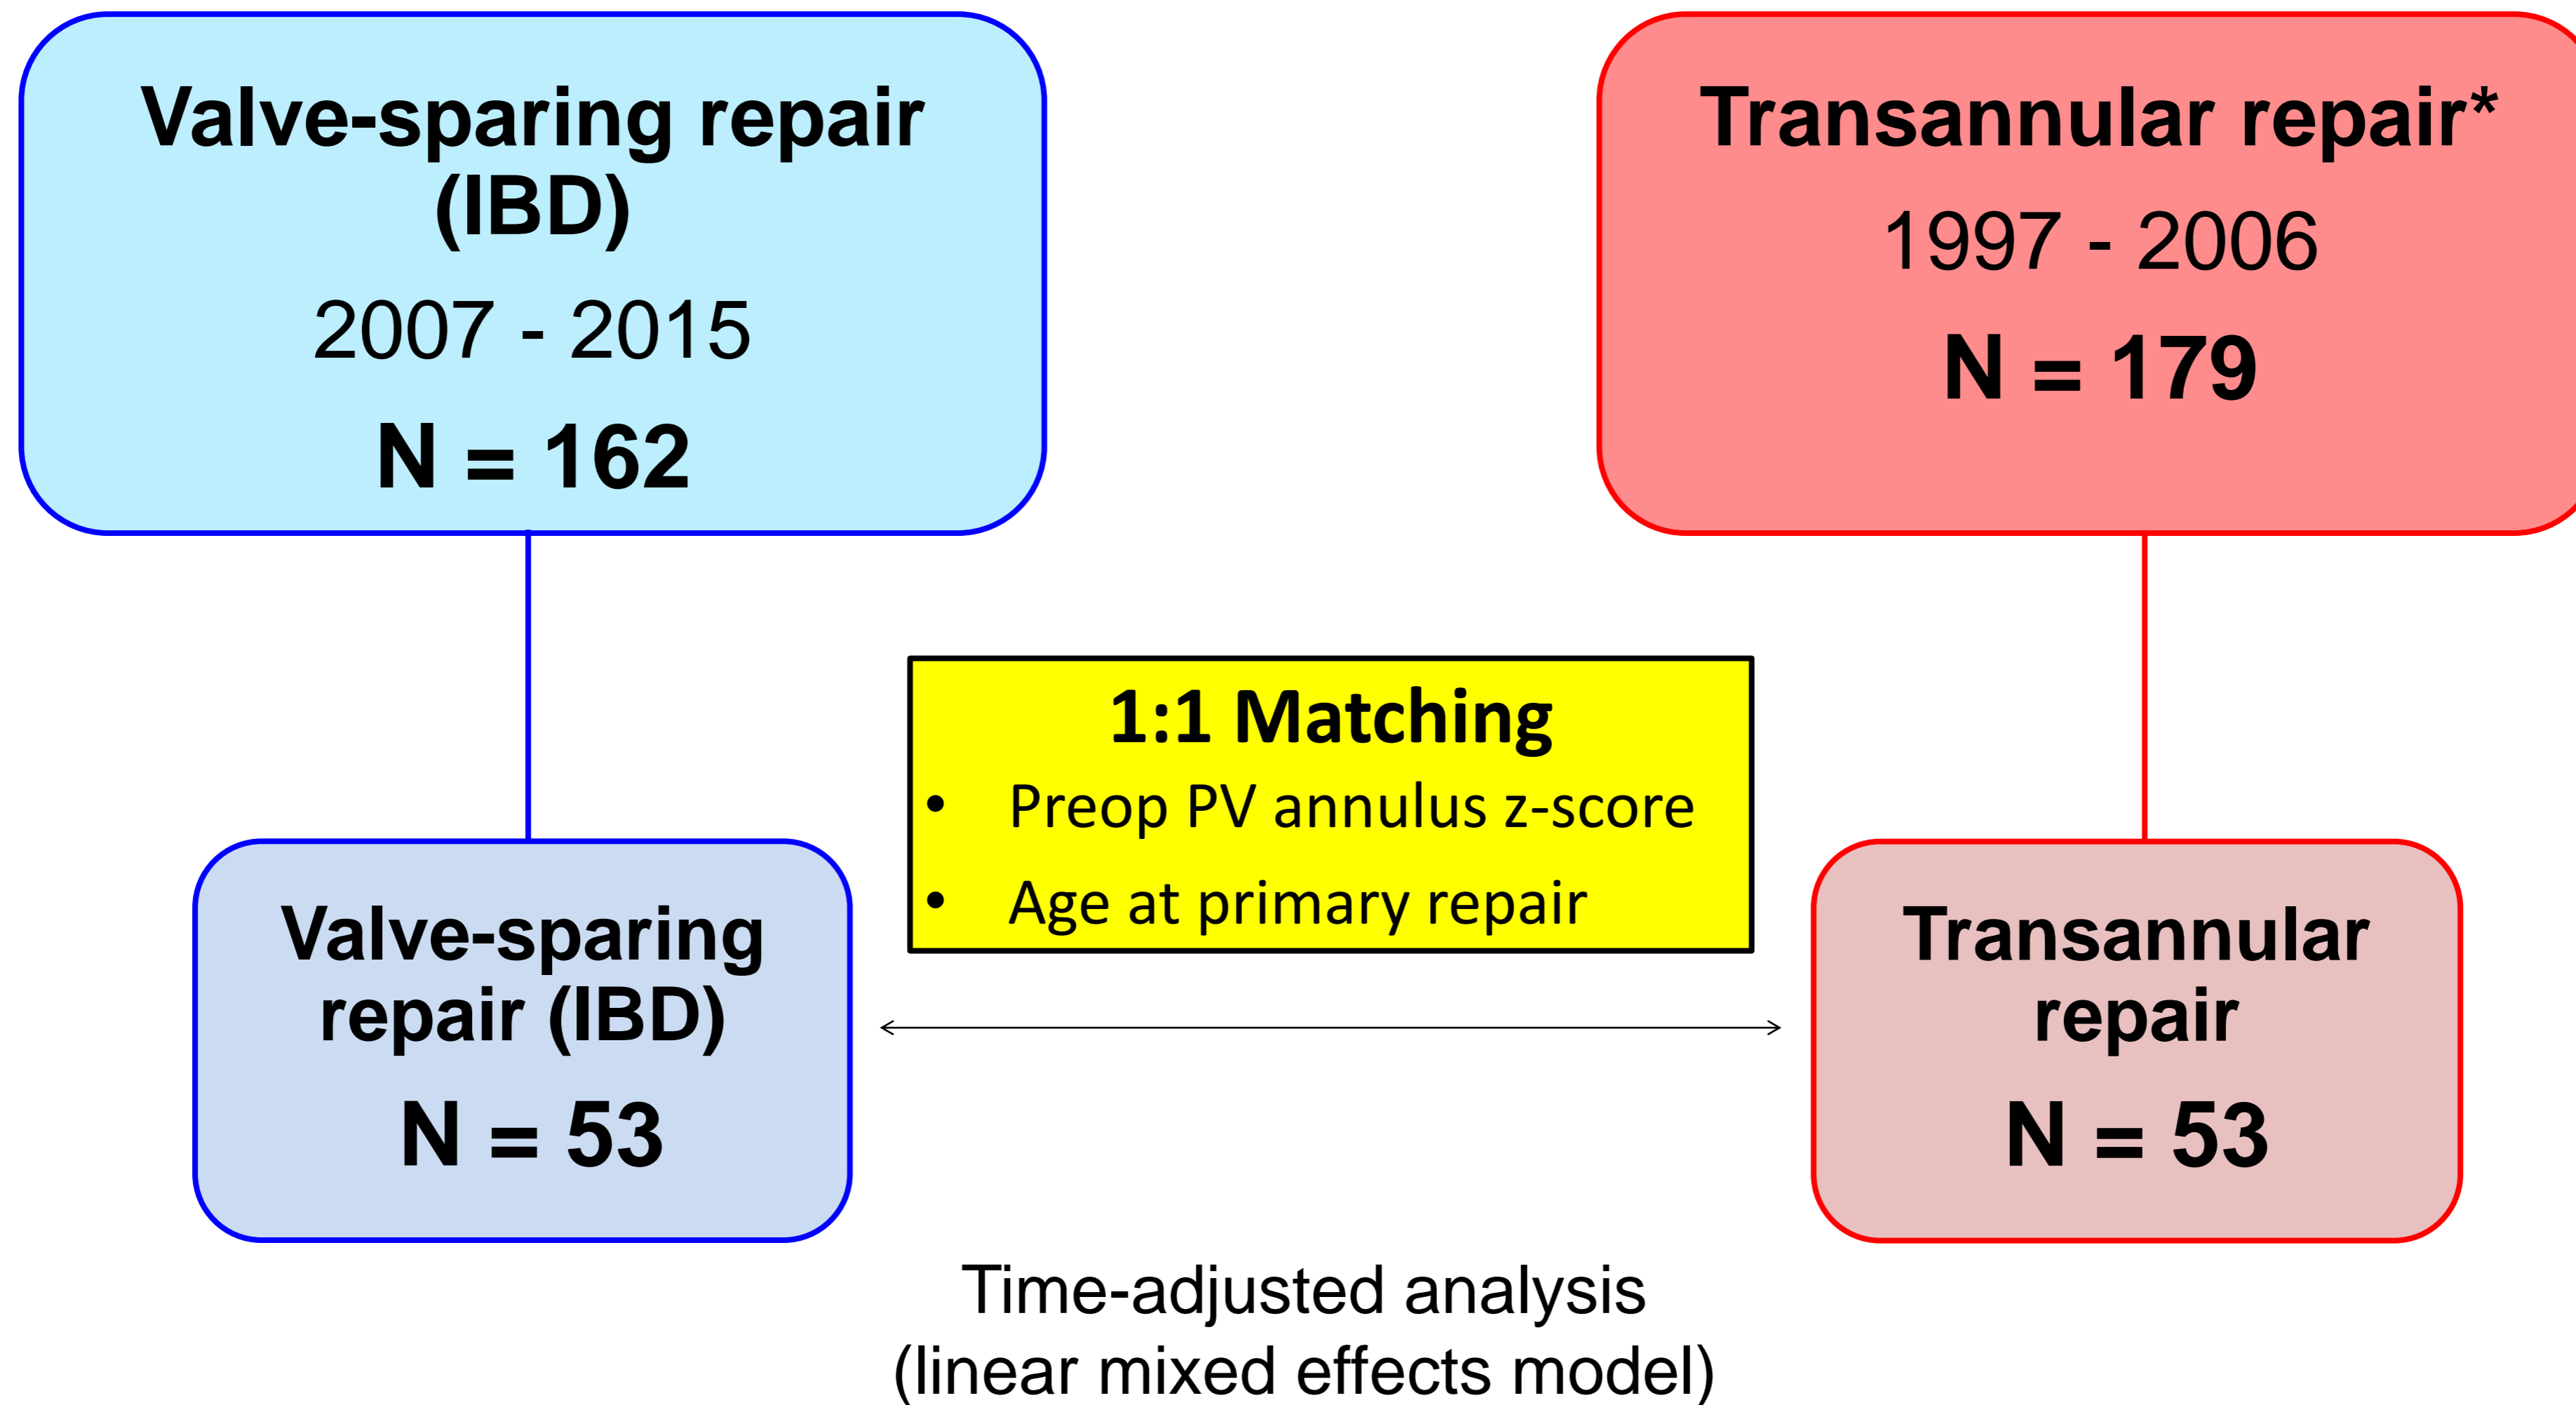 Valve-sparing repair
(IBD)
2007 - 2015
N = 162
Transannular repair*
1997 - 2006
N = 179
1:1 Matching
• Preop PV annulus z-score
• Age at primary repair
Valve-sparing
repair (IBD)
N = 53
Transannular
repair
N = 53
Time-adjusted analysis
(linear mixed effects model)